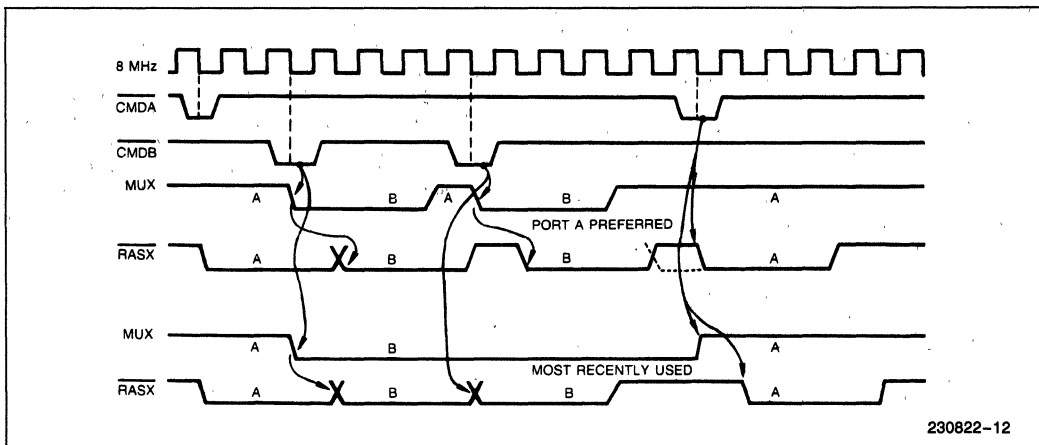 8 MHz
CMDA
CMDB
MUX A B A B A
PORT A PREFERRED
RASX A B B A
MUX A B A
MOST RECENTLY USED
RASX A B B A
230822-12